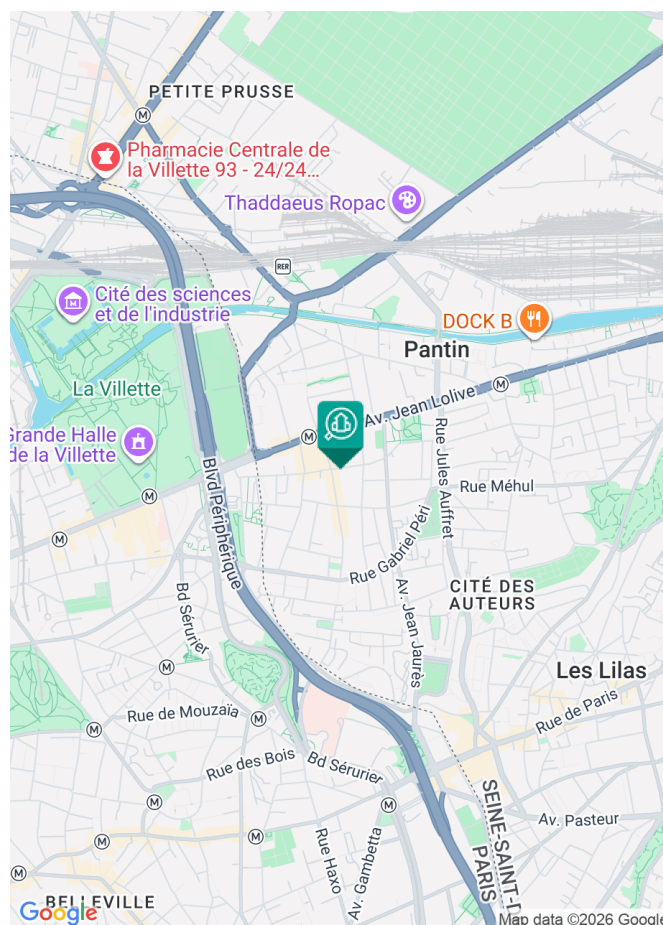 PETITE PRUSSE
M
Pharmacie Centrale de
la Villette 93 - 24/24...
Thaddaeus Ropac
RER
Cité des sciences
et de l'industrie
DOCK B
Pantin
M
La Villette
Av. Jean Lolive
M
Grande Halle
de la Villette
Rue Jules Auffret
Blvd Périphérique
Rue Méhul
M
M
Rue Gabriel Péri
CITÉ DES
AUTEURS
Av. Jean Jaurès
Bd Sérurier
M
Les Lilas
Rue de Mouzaïa
M
M
Rue de Paris
Rue des Bois
Bd Sérurier
M
M
M
M
M
M
SEINE-SAINT-D
PARIS
Av. Pasteur
Rue Haxo
Av. Gambetta
BELLEVILLE
Google
Map data ©2026 Google